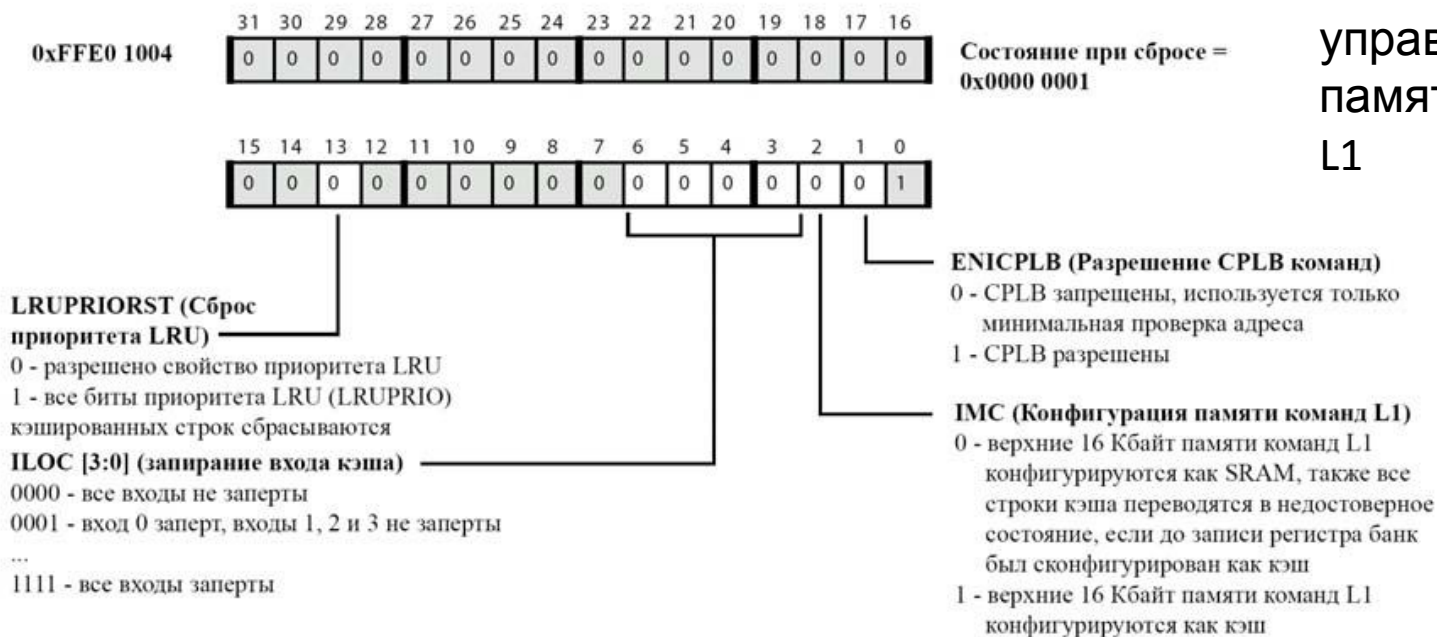 управ
памят
L1
31 30 29 28 27 26 25 24 23 22 21 20 19 18 17 16
0xFFE0 1004
0 0 0 0 0 0 0 0 0 0 0 0 0 0 0 0
Состояние при сбросе =
0x0000 0001
15 14 13 12 11 10 9 8 7 6 5 4 3 2 1 0
0 0 0 0 0 0 0 0 0 0 0 0 0 0 0 1
LRUPRIORST (Сброс
приоритета LRU)
0 - разрешено свойство приоритета LRU
1 - все биты приоритета LRU (LRUPRIO)
кэшированных строк сбрасываются
ILOC [3:0] (запирание входа кэша)
0000 - все входы не заперты
0001 - вход 0 заперт, входы 1, 2 и 3 не заперты
...
1111 - все входы заперты
ENICPLB (Разрешение CPLB команд)
0 - CPLB запрещены, используется только
минимальная проверка адреса
1 - CPLB разрешены
IMC (Конфигурация памяти команд L1)
0 - верхние 16 Кбайт памяти команд L1
конфигурируются как SRAM, также все
строки кэша переводятся в недостоверное
состояние, если до записи регистра банк
был сконфигурирован как кэш
1 - верхние 16 Кбайт памяти команд L1
конфигурируются как кэш